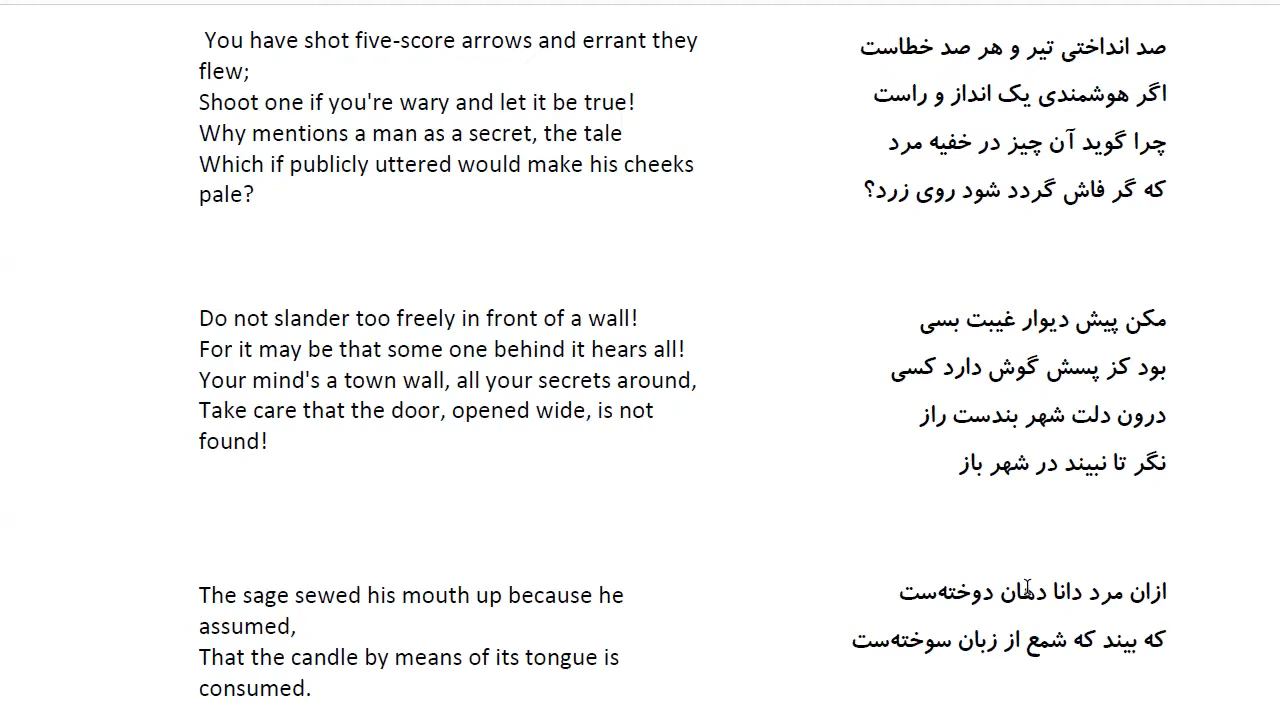 You have shot five-score arrows and errant they
flew;
Shoot one if you're wary and let it be true!
Why mentions a man as a secret, the tale
Which if publicly uttered would make his cheeks
pale?
صد انداختی تیر و هر صد خطاست
اگر هوشمندی یک انداز و راست
چرا گوید آن چیز در خفیه مرد
که گر فاش گردد شود روی زرد؟
Do not slander too freely in front of a wall!
For it may be that some one behind it hears all!
Your mind's a town wall, all your secrets around,
Take care that the door, opened wide, is not
found!
مکن پیش دیوار غیبت بسی
بود کز پسش گوش دارد کسی
درون دلت شهر بندست راز
نگر تا نبیند در شهر باز
The sage sewed his mouth up because he
assumed,
That the candle by means of its tongue is
consumed.
ازان مرد دانا دهان دوخته‌ست
که بیند که شمع از زبان سوخته‌ست